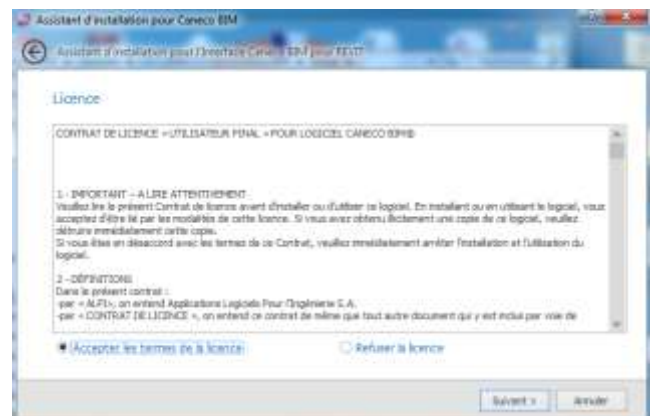 Assistant d'installation pour Caneco BIM
Assistant d'installation pour l'Interface Caneco BIM pour REVIT
Licence
CONTRAT DE LICENCE « UTILISATEUR FINAL » POUR LOGICIEL CANECO BIM®
1 - IMPORTANT – A LIRE ATTENTIVEMENT
Veuillez lire le présent Contrat de licence avant d'installer ou d'utiliser ce logiciel. En installant ou en utilisant le logiciel, vous
acceptez d'être lié par les modalités de cette licence. Si vous avez obtenu illicitement une copie de ce logiciel, veuillez
détruire immédiatement cette copie.
Si vous êtes en désaccord avec les termes de ce Contrat, veuillez immédiatement arrêter l'installation et l'utilisation du
logiciel.
2 - DÉFINITIONS
Dans le présent contrat :
-par « ALPI», on entend Applications Logiciels Pour l'Ingénierie S.A.
-par « CONTRAT DE LICENCE », on entend ce contrat de même que tout autre document qui y est inclus par voie de
Accepter les termes de la licence
Refuser la licence
Suivant >
Annuler